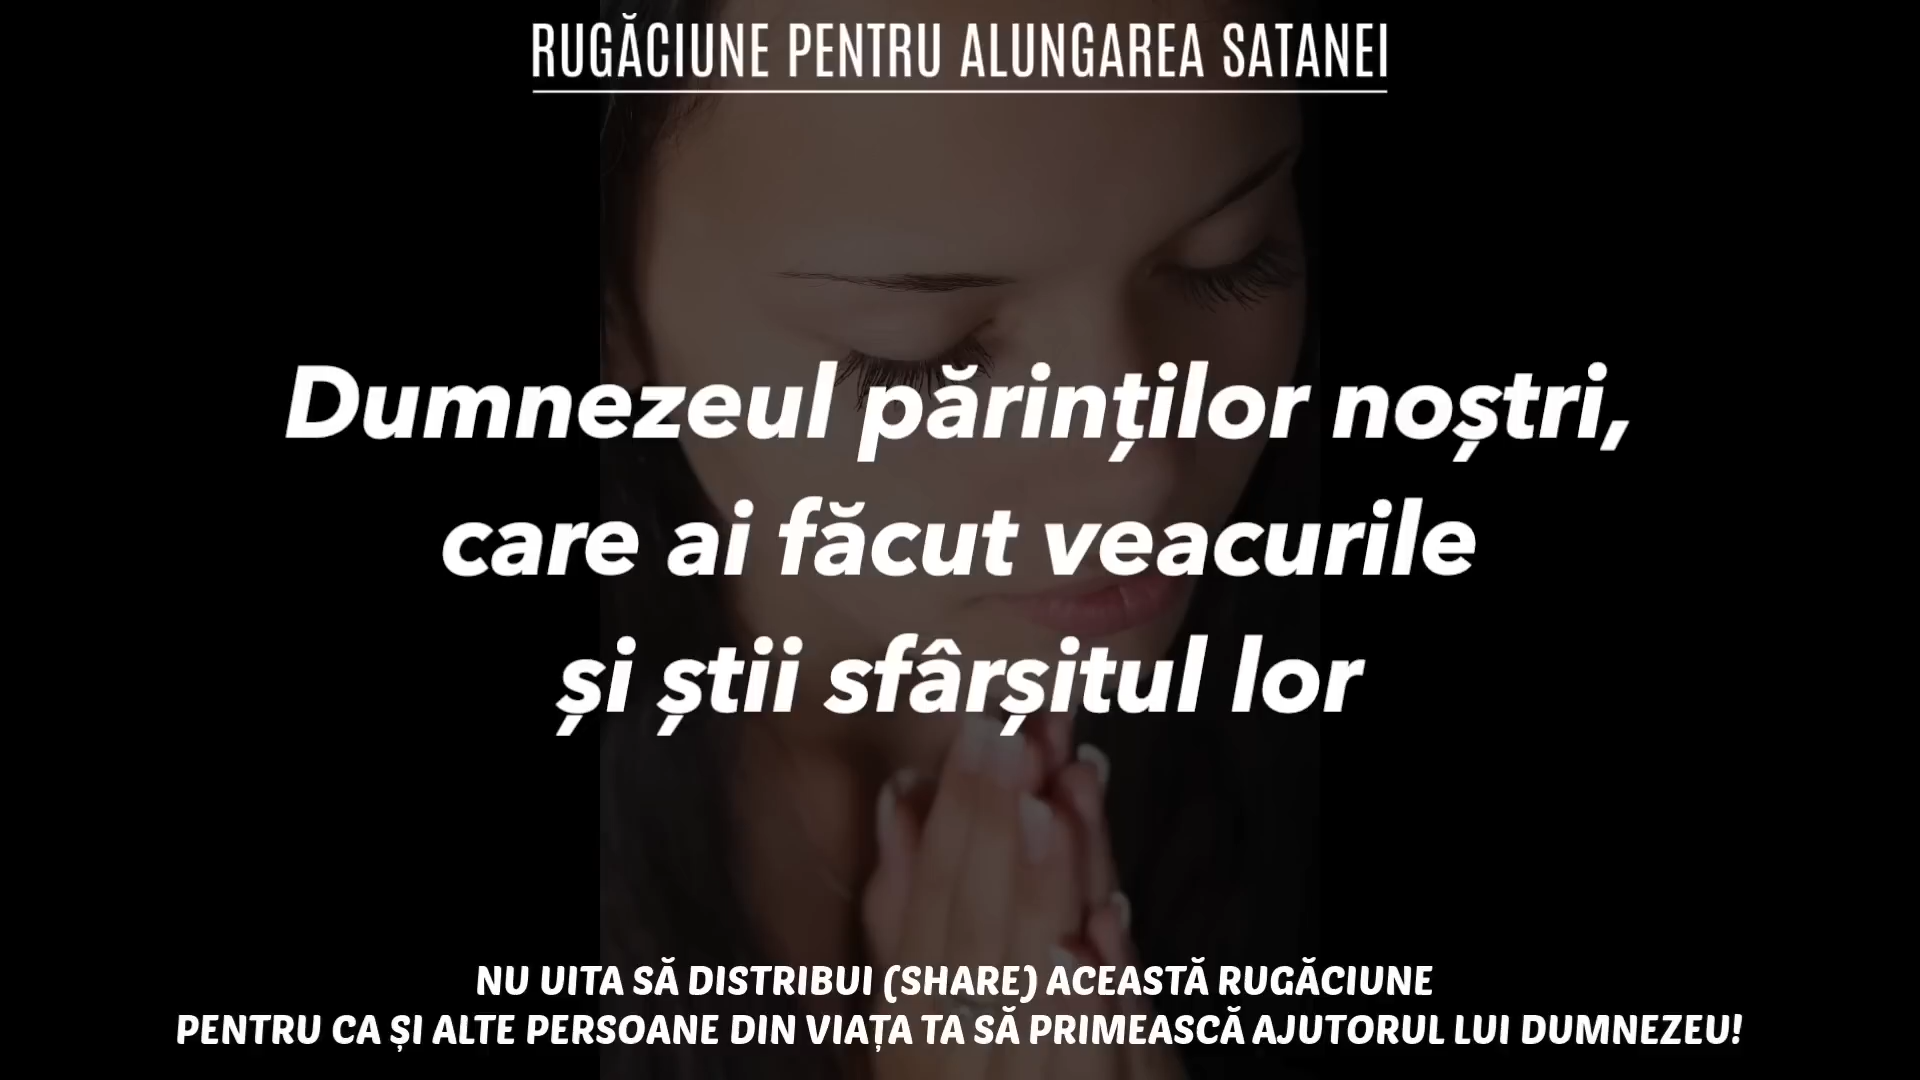 RUGĂCIUNE PENTRU ALUNGAREA SATANEI
Dumnezeul părinților noștri,
care ai făcut veacurile
și știi sfârșitul lor
NU UITA SĂ DISTRIBUI (SHARE) ACEASTĂ RUGĂCIUNE
PENTRU CA ȘI ALTE PERSOANE DIN VIAȚA TA SĂ PRIMEASCĂ AJUTORUL LUI DUMNEZEU!